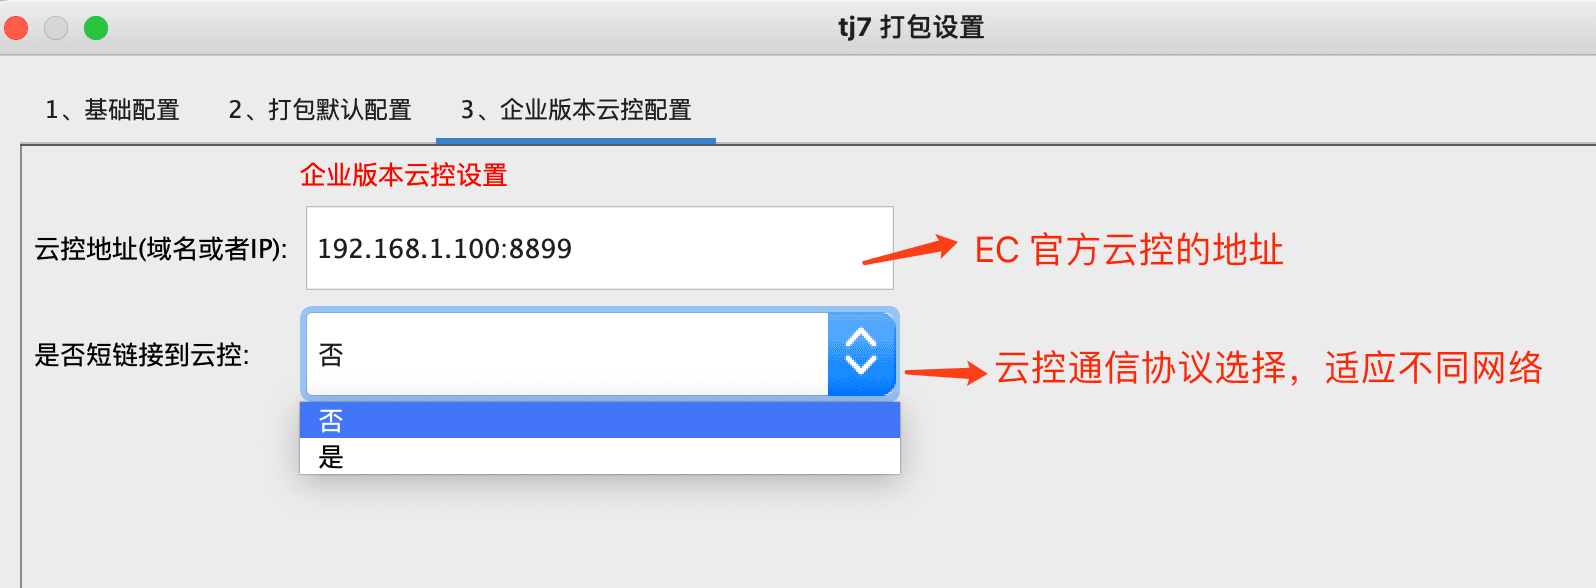 tj7 打包设置
1、基础配置 2、打包默认配置 3、企业版本云控配置
企业版本云控设置
云控地址(域名或者IP): 192.168.1.100:8899 EC 官方云控的地址
是否短链接到云控: 否 云控通信协议选择，适应不同网络
否
是